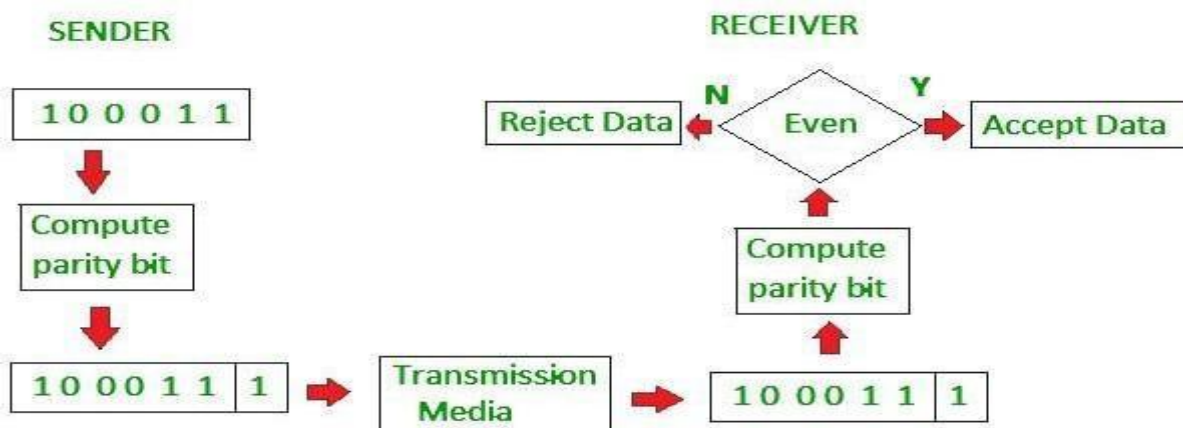 SENDER
1 0 0 0 1 1
Compute
parity bit
1 0 0 0 1 1 1
Transmission
Media
RECEIVER
1 0 0 0 1 1 1
Compute
parity bit
Even
N
Y
Reject Data
Accept Data